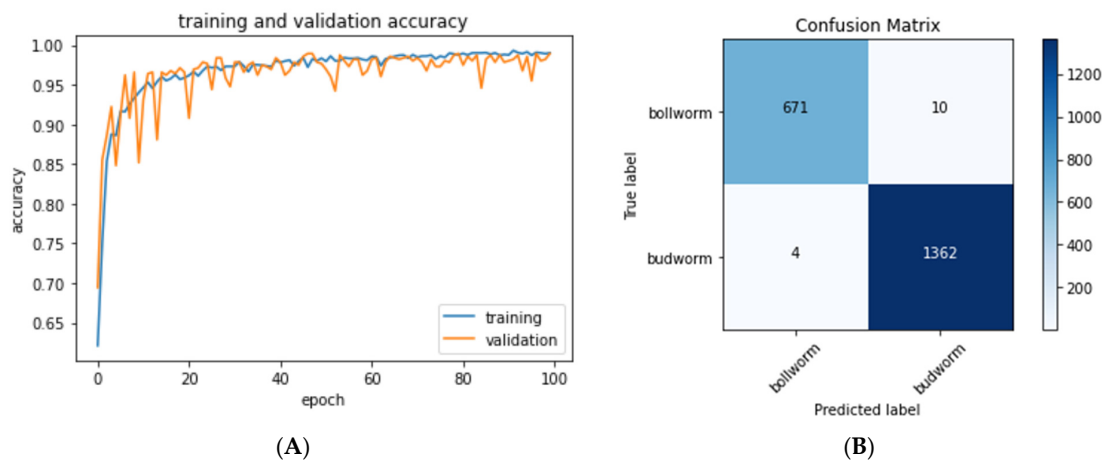 training and validation accuracy
1.00
0.95
0.90
0.85
0.80
0.75
0.70
0.65
accuracy
0 20 40 60 80 100
epoch
training
validation
(A)
Confusion Matrix
bollworm
budworm
True label
671 10
4 1362
bollworm budworm
Predicted label
1200
1000
800
600
400
200
(B)